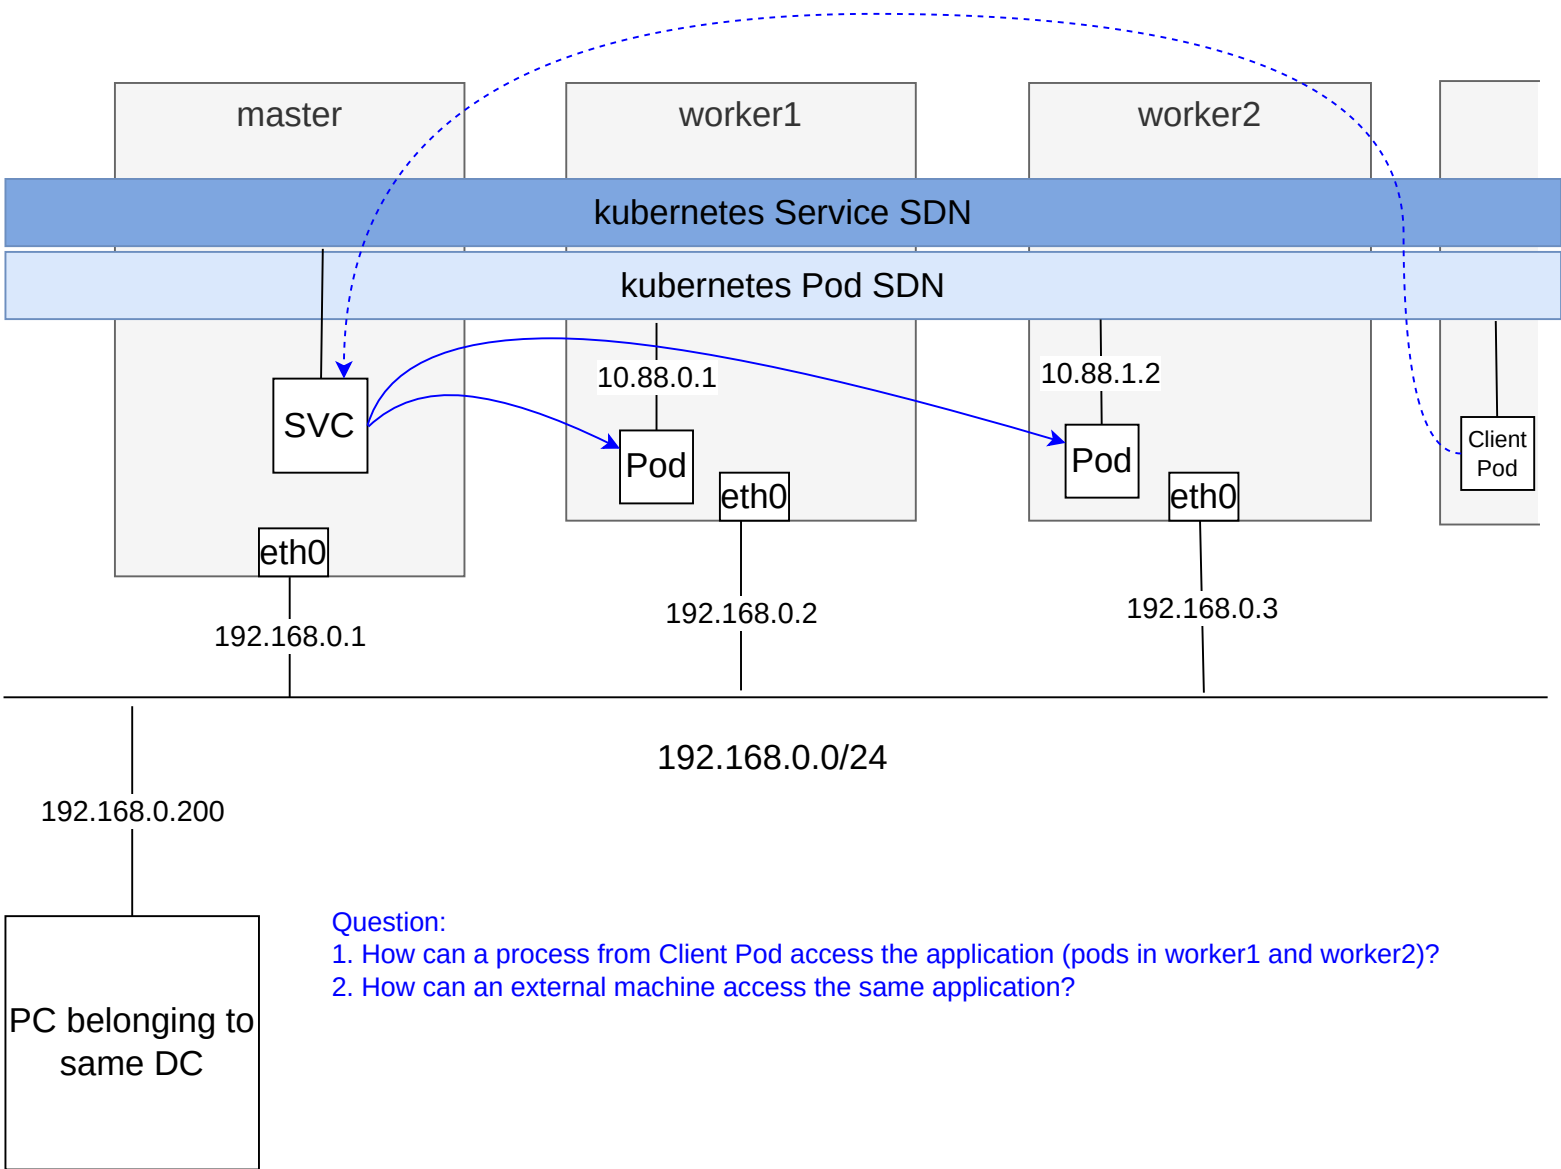 master
worker1
worker2
kubernetes Service SDN
kubernetes Pod SDN
10.88.0.1
10.88.1.2
SVC
Pod
Pod
Client
Pod
eth0
eth0
eth0
192.168.0.1
192.168.0.2
192.168.0.3
192.168.0.0/24
192.168.0.200
Question:
1. How can a process from Client Pod access the application (pods in worker1 and worker2)?
2. How can an external machine access the same application?
PC belonging to
same DC